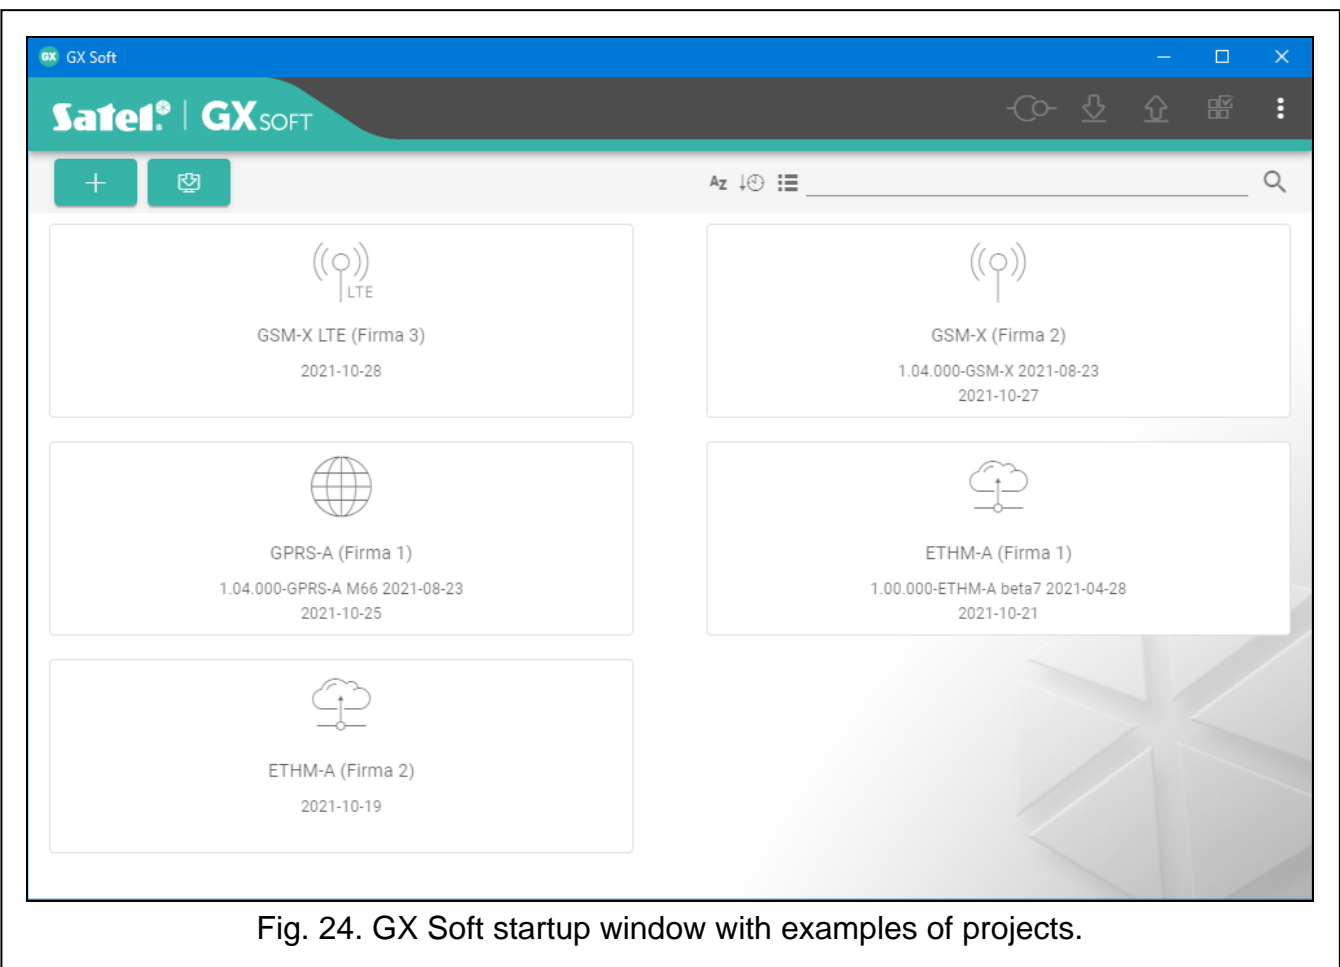 GX GX Soft
Satel® | GX SOFT
AZ
LTE
GSM-X LTE (Firma 3)
2021-10-28
GSM-X (Firma 2)
1.04.000-GSM-X 2021-08-23
2021-10-27
GPRS-A (Firma 1)
1.04.000-GPRS-A M66 2021-08-23
2021-10-25
ETHM-A (Firma 1)
1.00.000-ETHM-A beta7 2021-04-28
2021-10-21
ETHM-A (Firma 2)
2021-10-19
Fig. 24. GX Soft startup window with examples of projects.